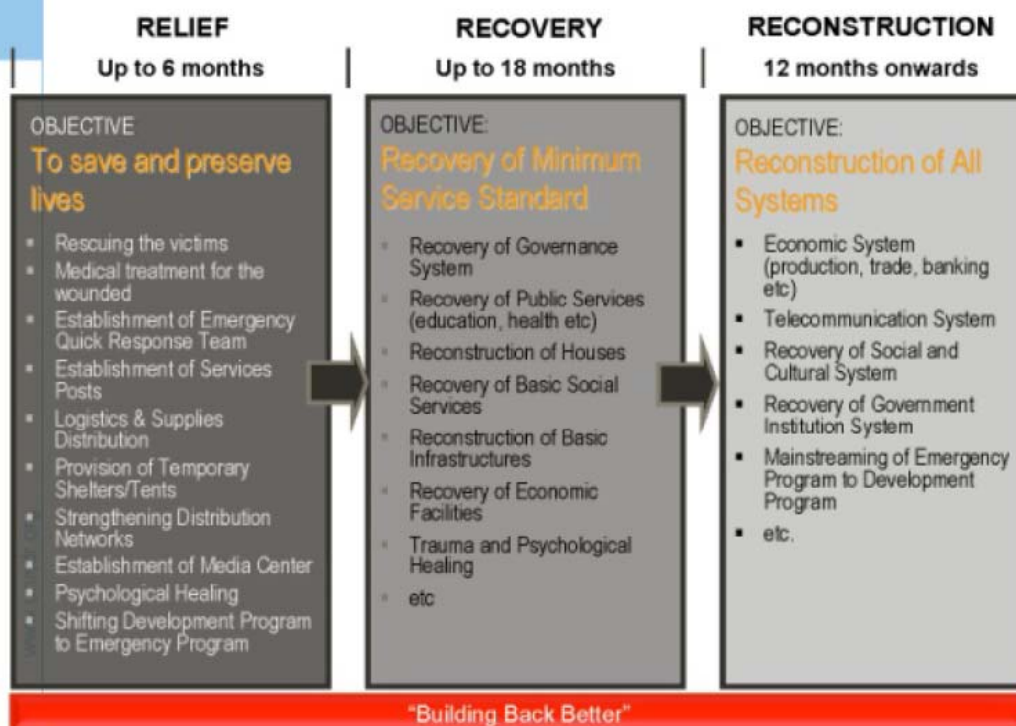 RELIEF
Up to 6 months
OBJECTIVE
To save and preserve
lives
▪ Rescuing the victims
▪ Medical treatment for the
wounded
▪ Establishment of Emergency
Quick Response Team
▪ Establishment of Services
Posts
▪ Logistics & Supplies
Distribution
▪ Provision of Temporary
Shelters/Tents
▪ Strengthening Distribution
Networks
▪ Establishment of Media Center
▪ Psychological Healing
▪ Shifting Development Program
to Emergency Program
RECOVERY
Up to 18 months
OBJECTIVE:
Recovery of Minimum
Service Standard
▪ Recovery of Governance
System
▪ Recovery of Public Services
(education, health etc)
▪ Reconstruction of Houses
▪ Recovery of Basic Social
Services
▪ Reconstruction of Basic
Infrastructures
▪ Recovery of Economic
Facilities
▪ Trauma and Psychological
Healing
▪ etc
RECONSTRUCTION
12 months onwards
OBJECTIVE:
Reconstruction of All
Systems
▪ Economic System
(production, trade, banking
etc)
▪ Telecommunication System
▪ Recovery of Social and
Cultural System
▪ Recovery of Government
Institution System
▪ Mainstreaming of Emergency
Program to Development
Program
▪ etc.
"Building Back Better"